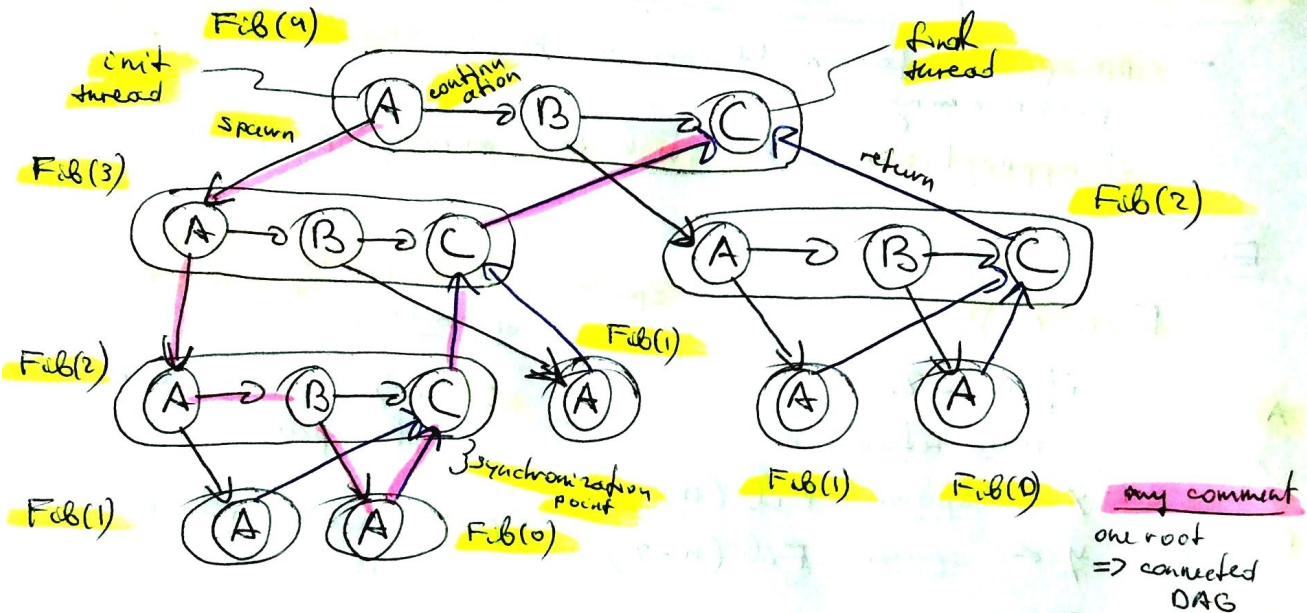 Fib(4)
init
thread
continu
ation
final
thread
A
B
C
spawn
Fib(3)
return
Fib(2)
A
B
C
A
B
C
Fib(2)
Fib(1)
A
B
C
A
A
A
synchronization
point
Fib(1)
Fib(0)
Fib(1)
A
A
Fib(0)
my comment
one root
=> connected
DAG